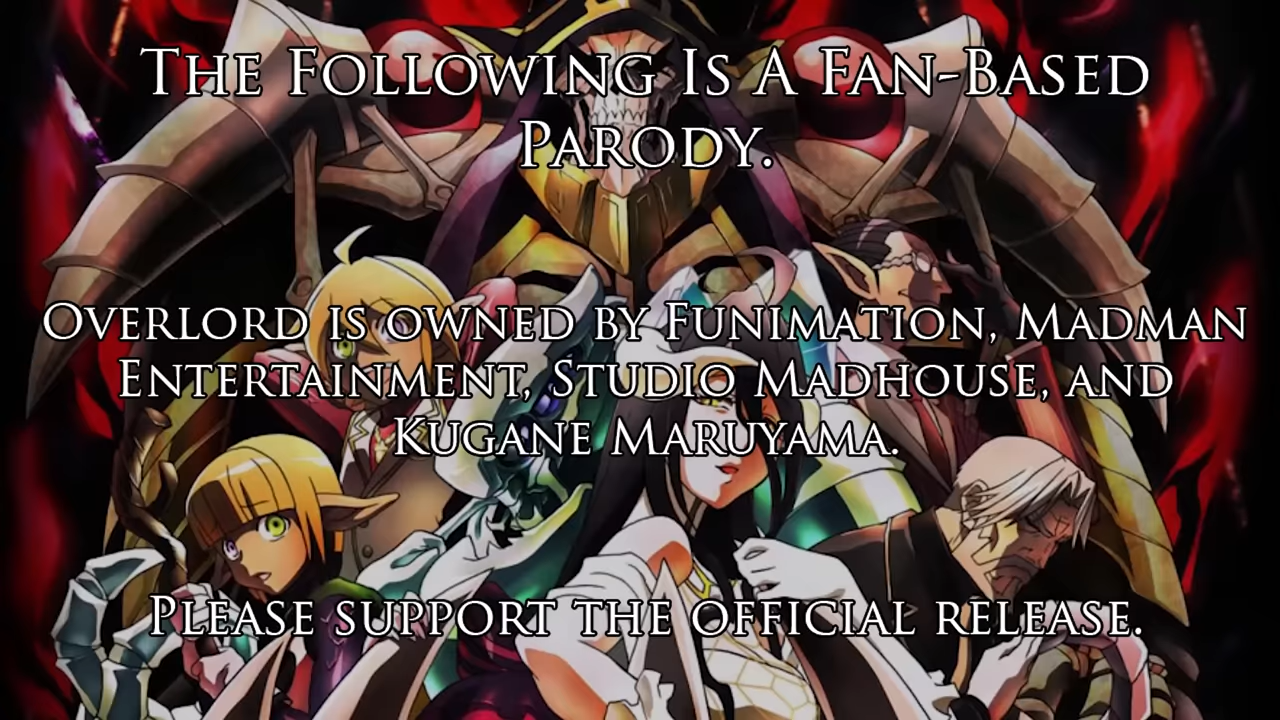 The Following Is A Fan-Based
Parody.
Overlord is owned by Funimation, Madman
Entertainment, Studio Madhouse, and
Kugane Maruyama.
Please support the official release.